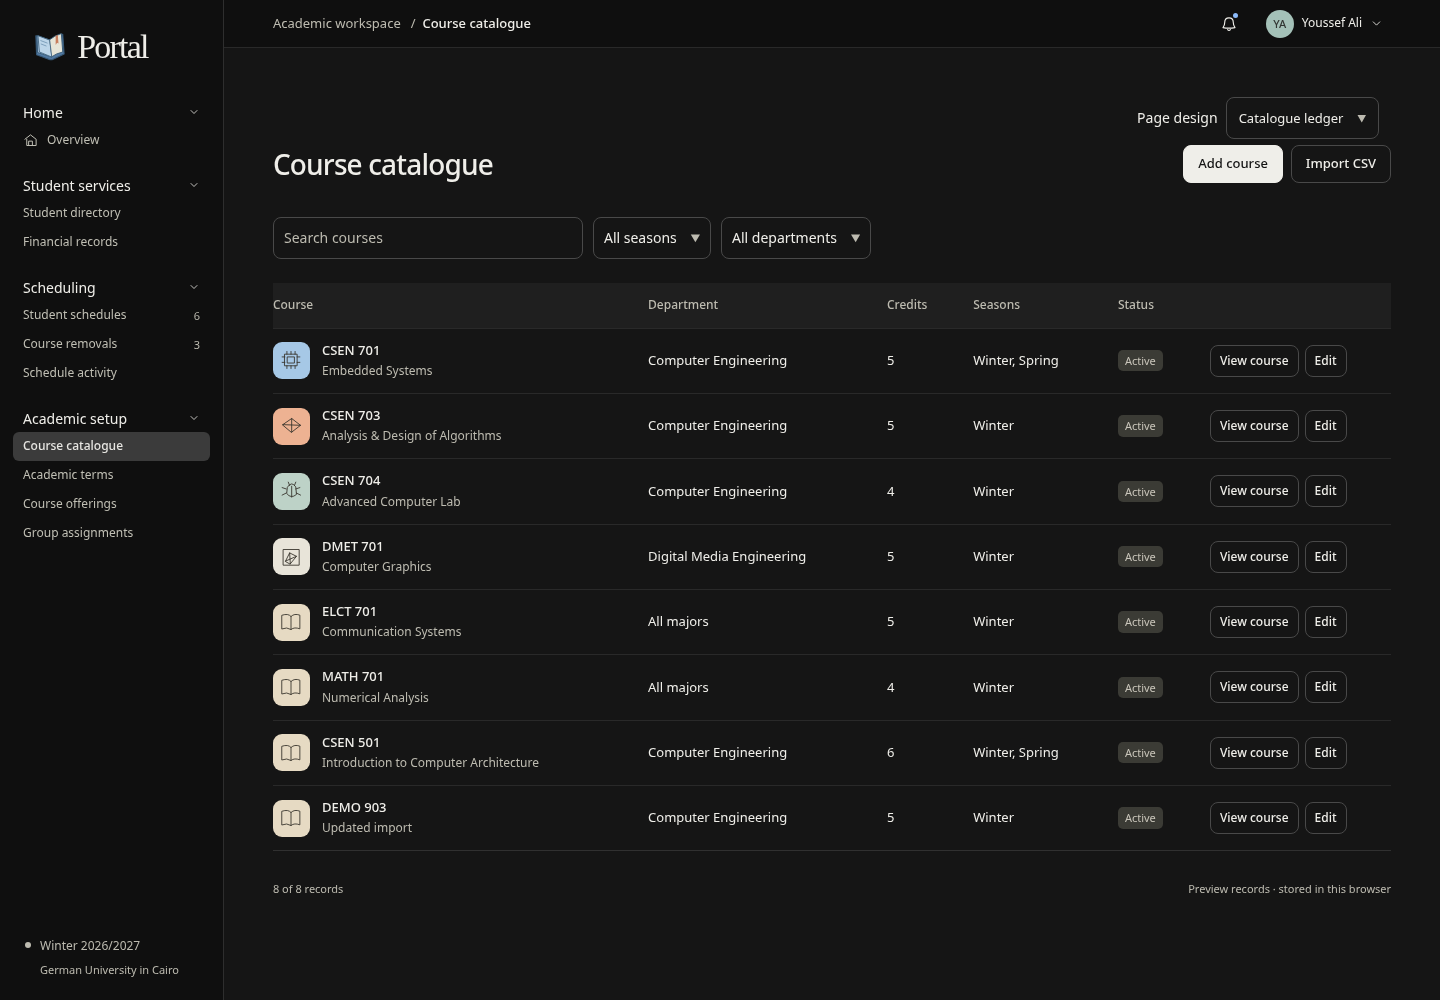 Portal
Home
Overview
Student services
Student directory
Financial records
Scheduling
Student schedules 6
Course removals 3
Schedule activity
Academic setup
Course catalogue
Academic terms
Course offerings
Group assignments
Winter 2026/2027
German University in Cairo
Academic workspace / Course catalogue
YA Youssef Ali
Page design Catalogue ledger
Course catalogue
Add course Import CSV
Search courses All seasons All departments
Course Department Credits Seasons Status
CSEN 701
Embedded Systems
Computer Engineering 5 Winter, Spring Active View course Edit
CSEN 703
Analysis & Design of Algorithms
Computer Engineering 5 Winter Active View course Edit
CSEN 704
Advanced Computer Lab
Computer Engineering 4 Winter Active View course Edit
DMET 701
Computer Graphics
Digital Media Engineering 5 Winter Active View course Edit
ELCT 701
Communication Systems
All majors 5 Winter Active View course Edit
MATH 701
Numerical Analysis
All majors 4 Winter Active View course Edit
CSEN 501
Introduction to Computer Architecture
Computer Engineering 6 Winter, Spring Active View course Edit
DEMO 903
Updated import
Computer Engineering 5 Winter Active View course Edit
8 of 8 records
Preview records · stored in this browser